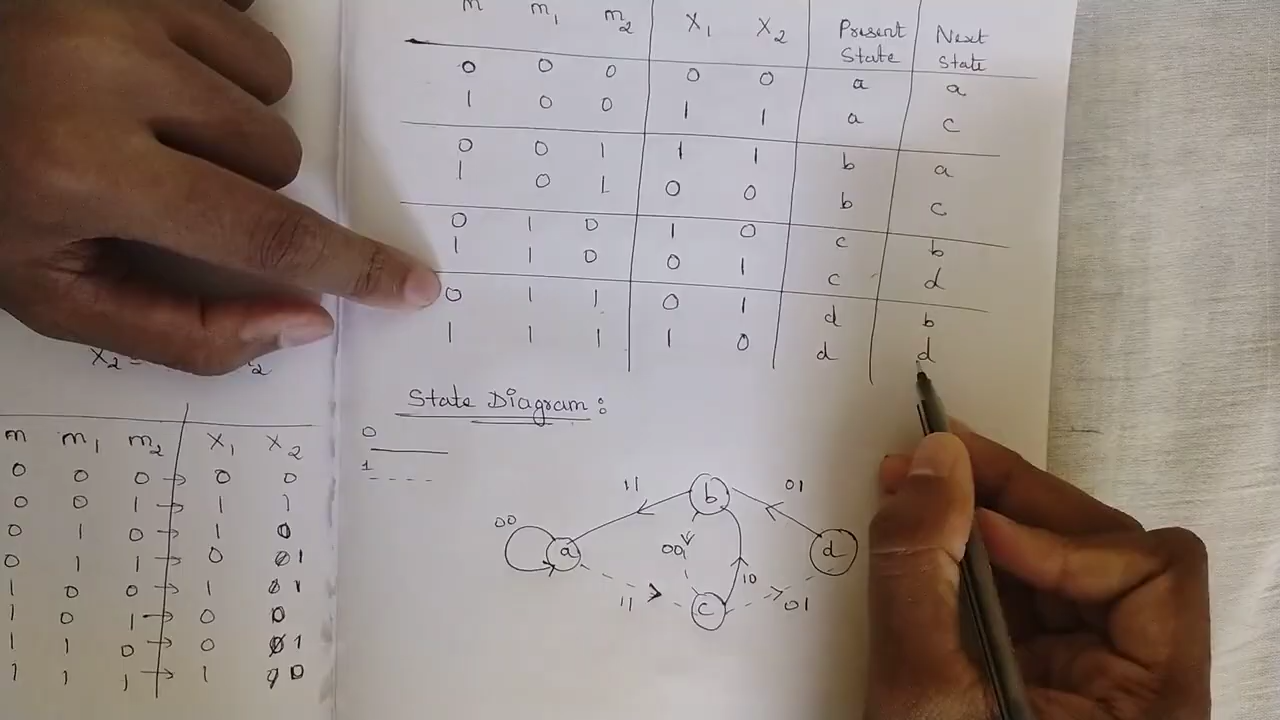 m m1 m2 x1 x2 Present State Next State
0 0 0 0 0 a a
1 0 0 1 1 a c
0 0 1 1 1 b a
1 0 1 0 0 b c
0 1 0 1 0 c b
1 1 0 0 1 c d
0 1 1 0 1 d b
1 1 1 1 0 d d
State Diagram :
0
1
00
a
11
b
01
d
00
10
11
c
01
x2 =
2
m m1 m2 x1 x2
0 0 0 → 0 0
0 0 1 → 1 1
0 1 0 → 1 0
0 1 1 → 0 1
1 0 0 → 1 1
1 0 1 → 0 0
1 1 0 → 0 1
1 1 1 → 1 0